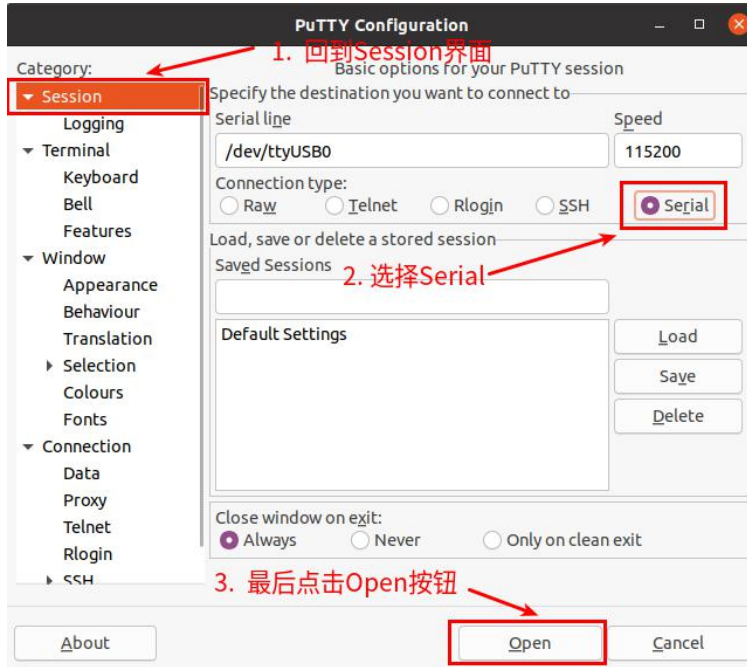 PuTTY Configuration
1. 回到Session界面
Category:
Basic options for your PuTTY session
Session
Logging
Terminal
Keyboard
Bell
Features
Window
Appearance
Behaviour
Translation
Selection
Colours
Fonts
Connection
Data
Proxy
Telnet
Rlogin
SSH
Specify the destination you want to connect to
Serial line
Speed
/dev/ttyUSB0
115200
Connection type:
Raw
Telnet
Rlogin
SSH
Serial
Load, save or delete a stored session
Saved Sessions
2. 选择Serial
Default Settings
Load
Save
Delete
Close window on exit:
Always
Never
Only on clean exit
3. 最后点击Open按钮
About
Open
Cancel